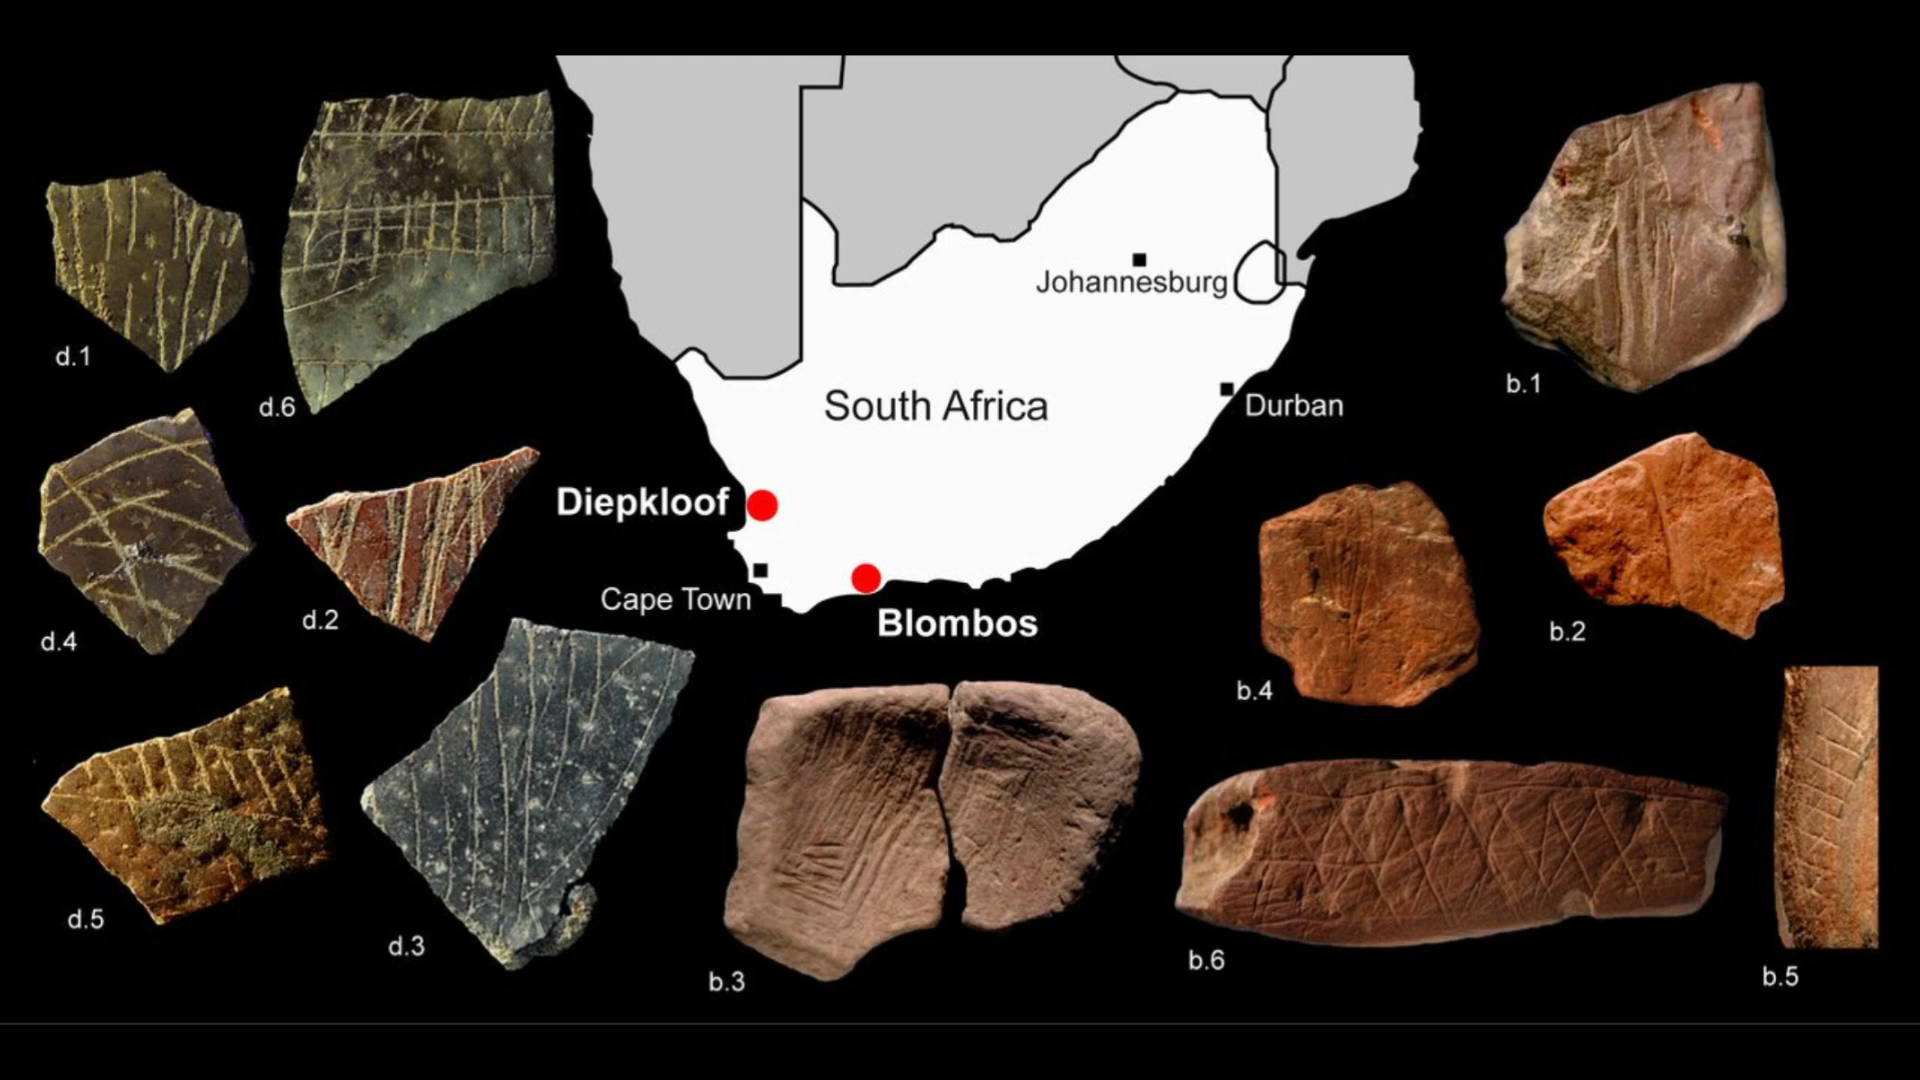 Johannesburg
South Africa
Durban
Diepkloof
Cape Town
Blombos
d.1
d.6
d.4
d.2
d.5
d.3
b.1
b.2
b.4
b.3
b.6
b.5